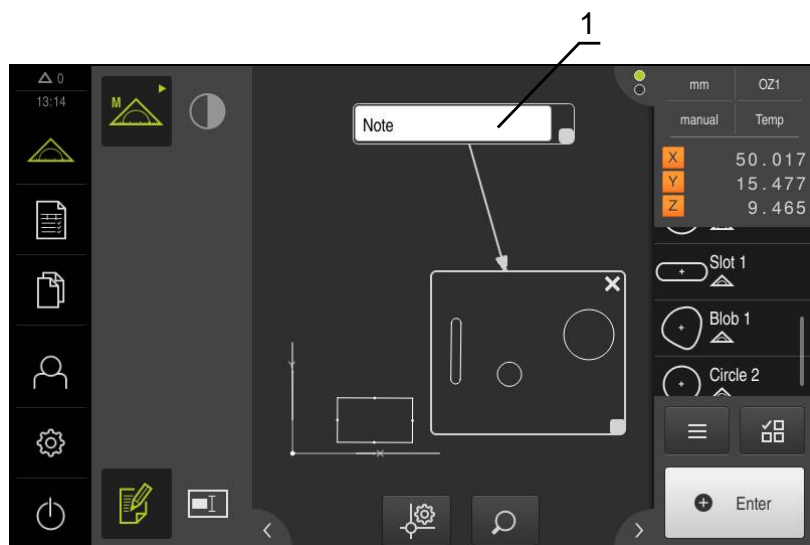 1
0
13:14
M
Note
mm
OZ1
manual
Temp
X 50.017
Y 15.477
Z 9.465
Slot 1
Blob 1
Circle 2
Y
X
Enter